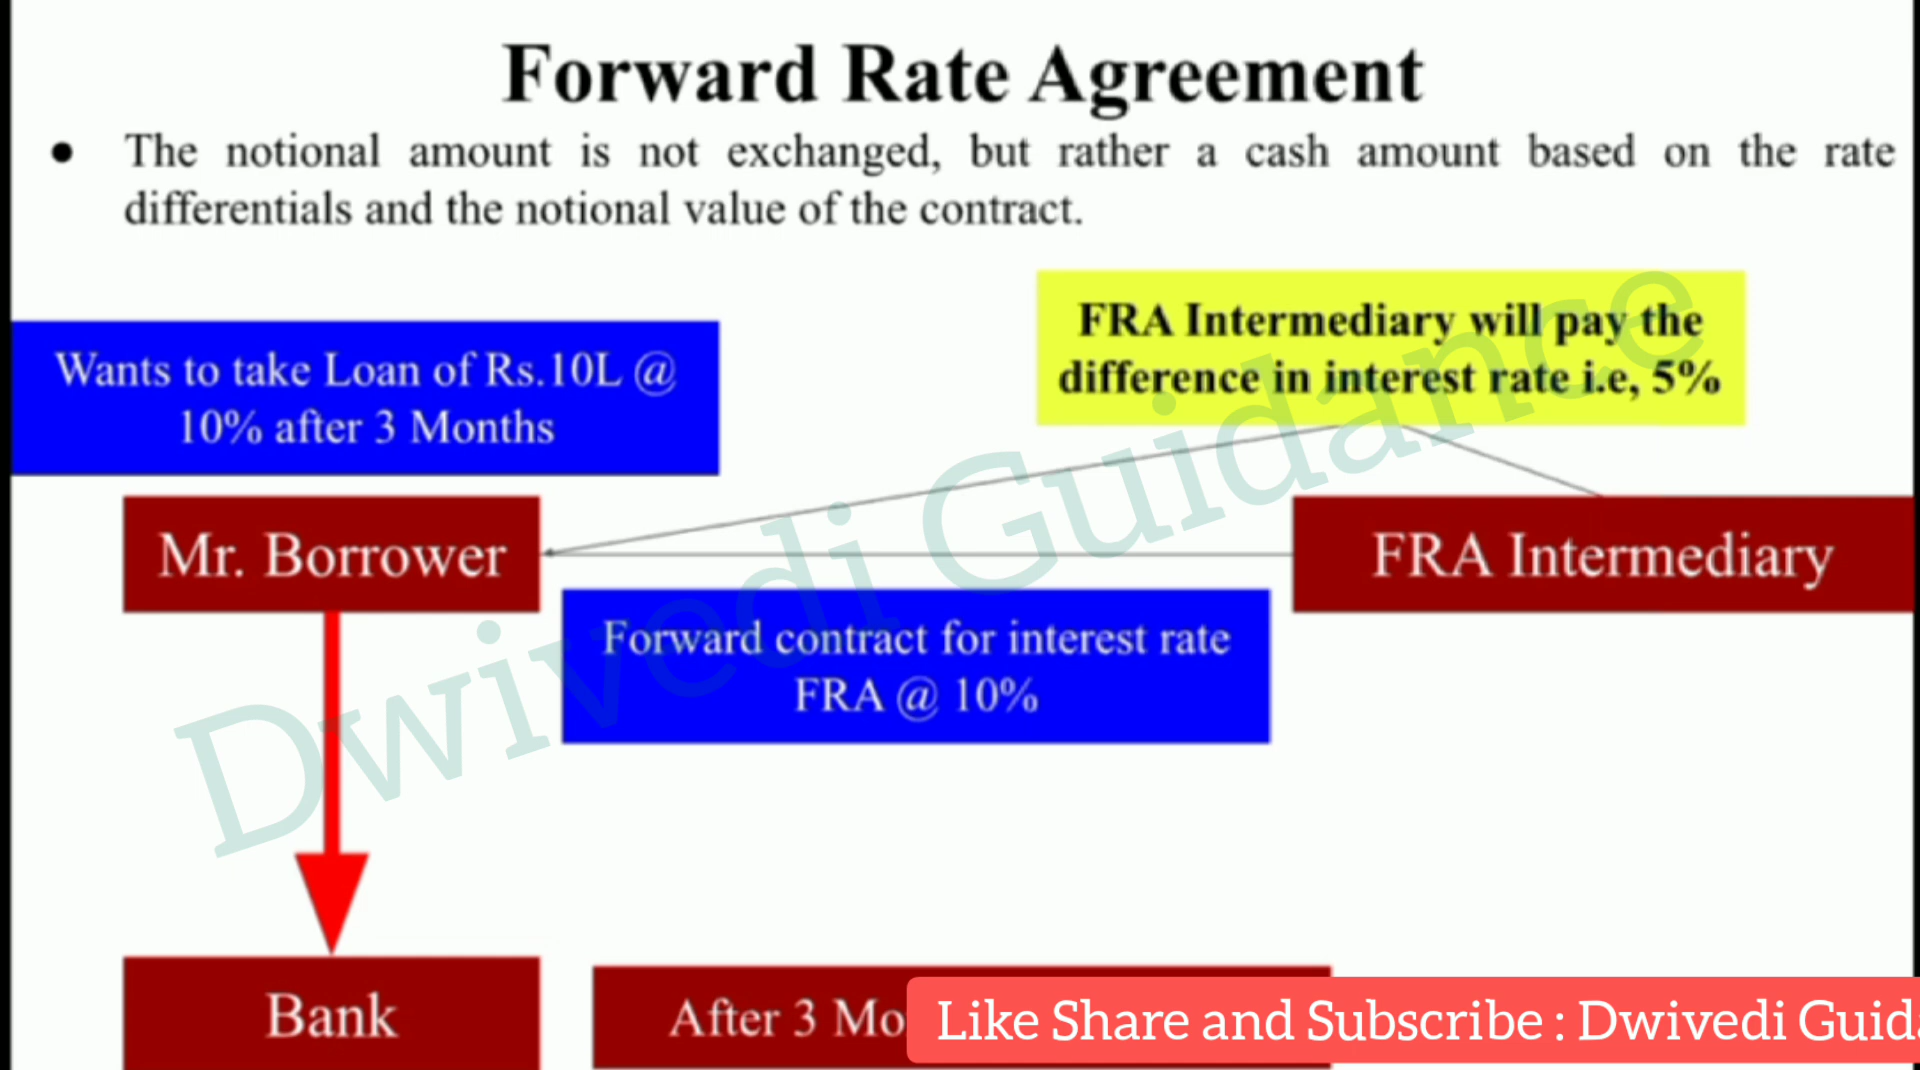 Forward Rate Agreement
● The notional amount is not exchanged, but rather a cash amount based on the rate
differentials and the notional value of the contract.
FRA Intermediary will pay the
difference in interest rate i.e, 5%
Wants to take Loan of Rs.10L @
10% after 3 Months
Mr. Borrower
FRA Intermediary
Forward contract for interest rate
FRA @ 10%
Dwivedi Guidance
Bank
After 3
Like Share and Subscribe : Dwivedi